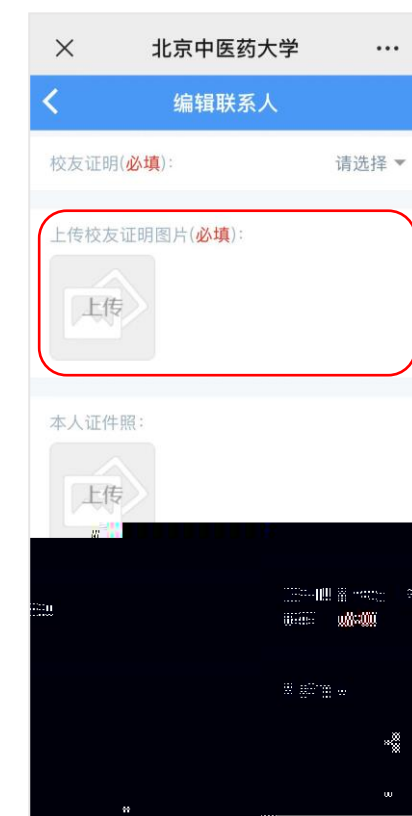 北京中医药大学
编辑联系人
校友证明(必填): 请选择
上传校友证明图片(必填):
上传
本人证件照:
上传